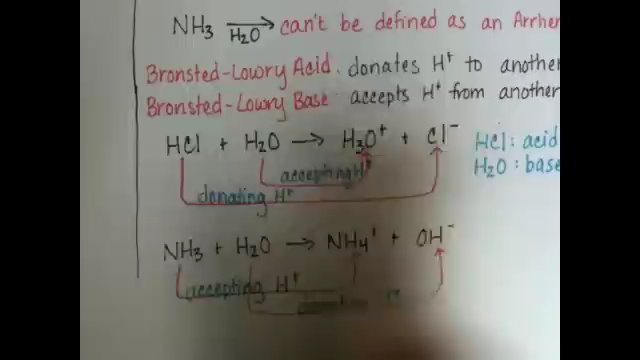 NH₃ →H₂O can't be defined as an Arrhen
Bronsted-Lowry Acid. donates H⁺ to another
Bronsted-Lowry Base accepts H⁺ from another
HCl + H₂O → H₃O⁺ + Cl⁻
HCl: acid
accepting H⁺
H₂O: base
donating H⁺
NH₃ + H₂O → NH₄⁺ + OH⁻
accepting H⁺